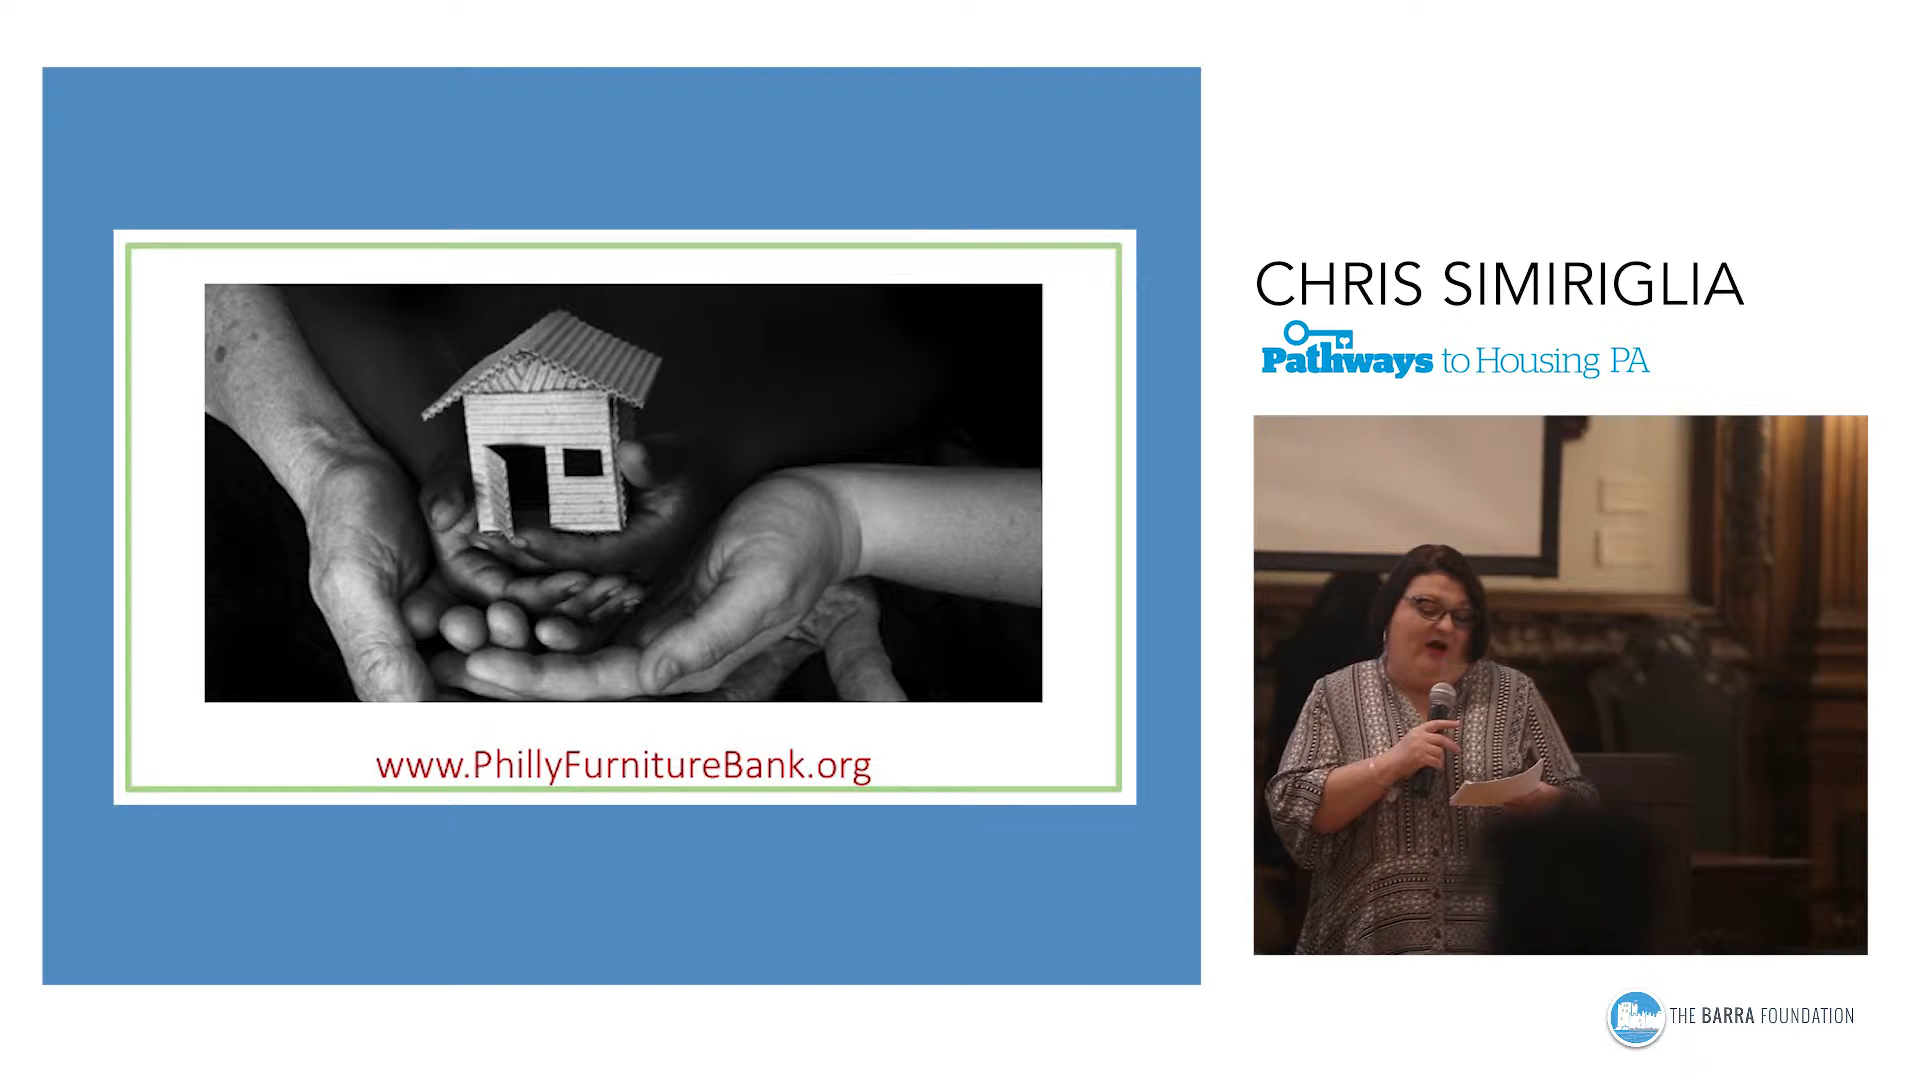 www.PhillyFurnitureBank.org
CHRIS SIMIRIGLIA
Pathways to Housing PA
THE BARRA FOUNDATION